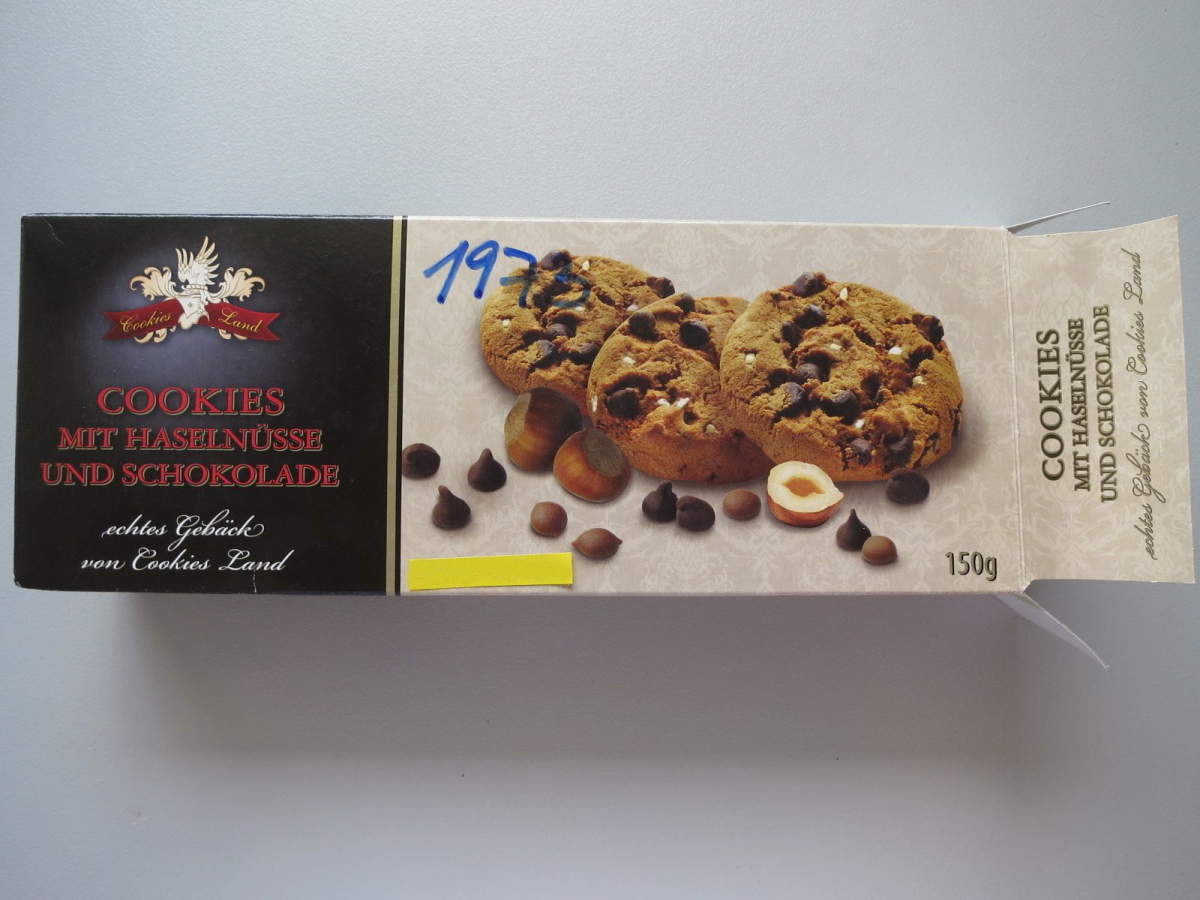 Cookies Land
COOKIES
MIT HASELNÜSSE
UND SCHOKOLADE
echtes Gebäck
von Cookies Land
1973
150g
COOKIES
MIT HASELNÜSSE
UND SCHOKOLADE
echtes Gebäck von Cookies Land